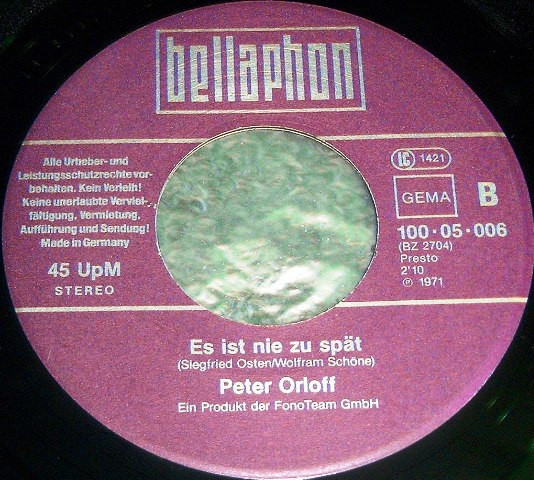 bellaphon
Alle Urheber- und
Leistungsschutzrechte vor-
behalten. Kein Verleih!
Keine unerlaubte Verviel-
fältigung, Vermietung,
Aufführung und Sendung!
Made in Germany
45 UpM
STEREO
LC 1421
GEMA
B
100·05·006
(BZ 2704)
Presto
2'10
℗ 1971
Es ist nie zu spät
(Siegfried Osten/Wolfram Schöne)
Peter Orloff
Ein Produkt der FonoTeam GmbH